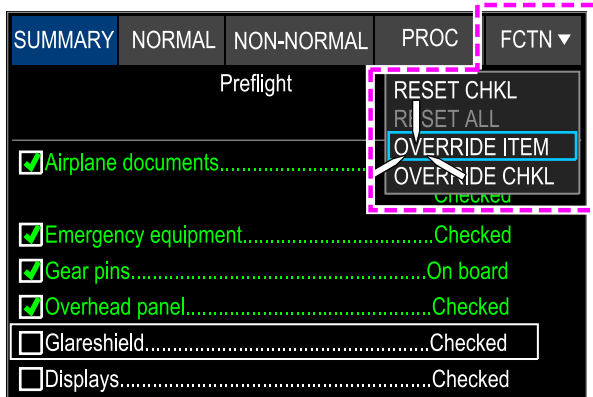 SUMMARY NORMAL NON-NORMAL PROC FCTN ▼
Preflight
RESET CHKL
RESET ALL
OVERRIDE ITEM
OVERRIDE CHKL
Airplane documents..............................
Checked
Emergency equipment..............................Checked
Gear pins..............................................On board
Overhead panel.......................................Checked
Glareshield.............................................Checked
Displays.................................................Checked